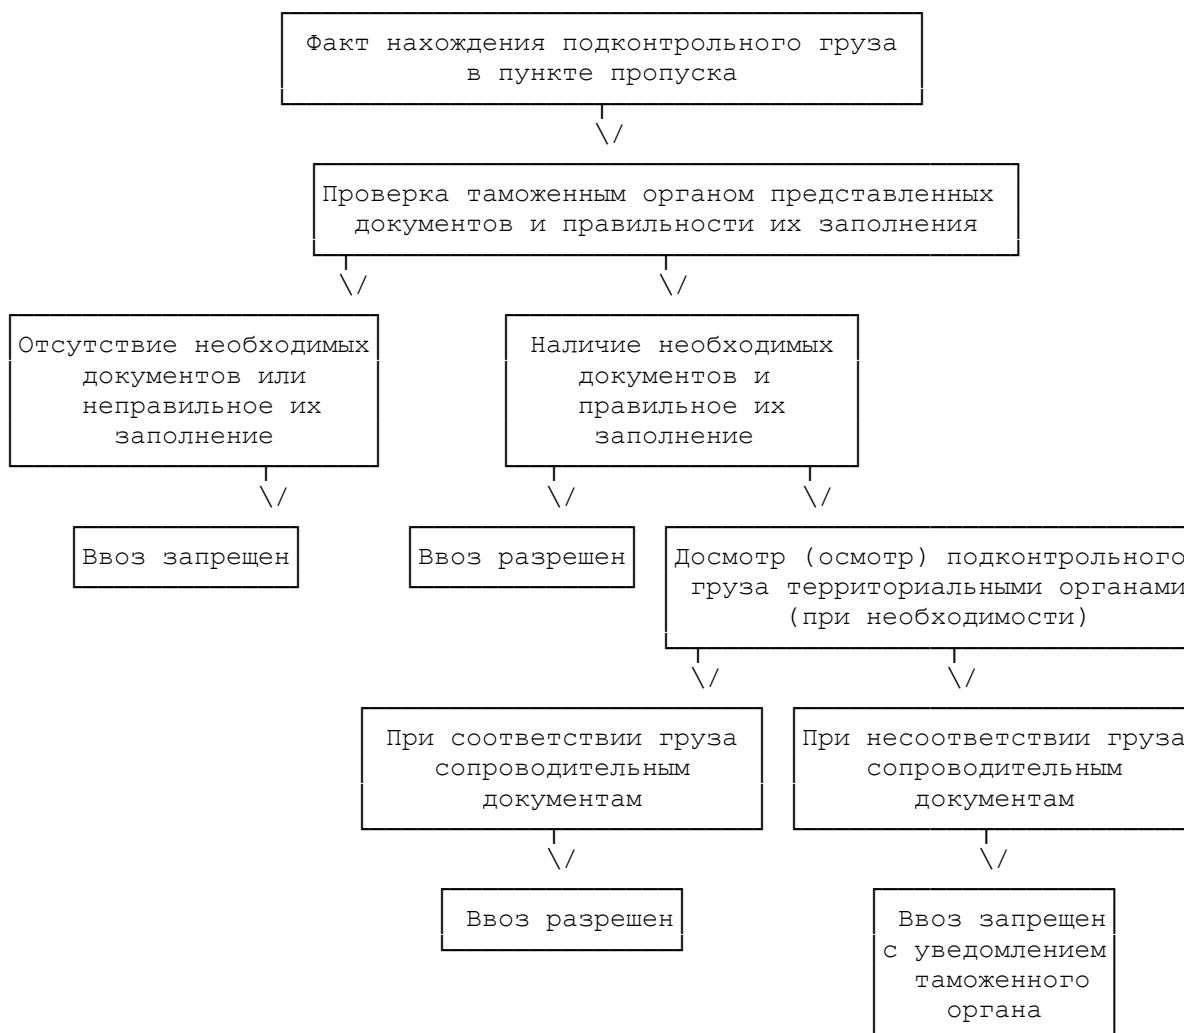 Факт нахождения подконтрольного груза
в пункте пропуска
Проверка таможенным органом представленных
документов и правильности их заполнения
Отсутствие необходимых
документов или
неправильное их
заполнение
Наличие необходимых
документов и
правильное их
заполнение
Ввоз запрещен
Ввоз разрешен
Досмотр (осмотр) подконтрольного
груза территориальными органами
(при необходимости)
При соответствии груза
сопроводительным
документам
При несоответствии груза
сопроводительным
документам
Ввоз разрешен
Ввоз запрещен
с уведомлением
таможенного
органа